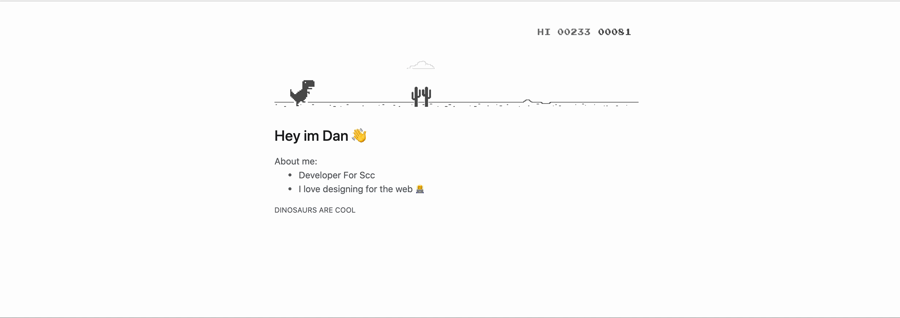 HI 00233 00081
Hey im Dan 👋
About me:
• Developer For Scc
• I love designing for the web
DINOSAURS ARE COOL